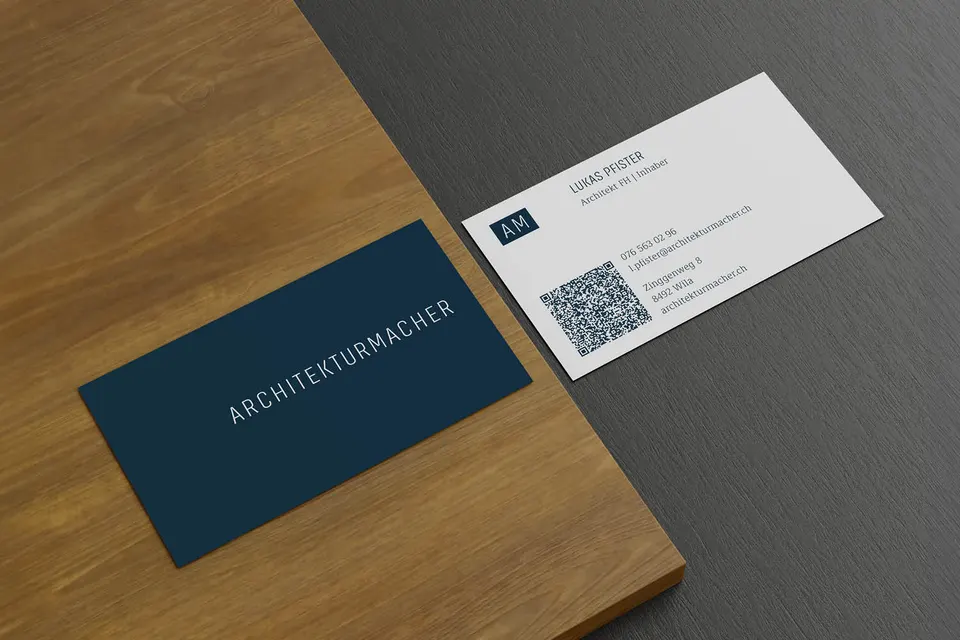 ARCHITEKTURMACHER
AM
LUKAS PFISTER
Architekt FH | Inhaber
076 563 02 96
l.pfister@architekturmacher.ch
Zinggenweg 8
8492 Wila
architekturmacher.ch